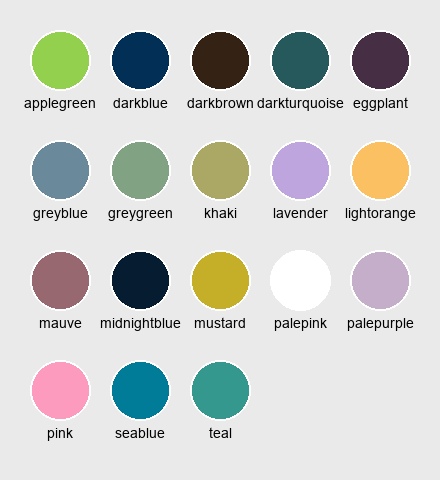 applegreen darkblue darkbrown darkturquoise eggplant
greyblue greygreen khaki lavender lightorange
mauve midnightblue mustard palepink palepurple
pink seablue teal